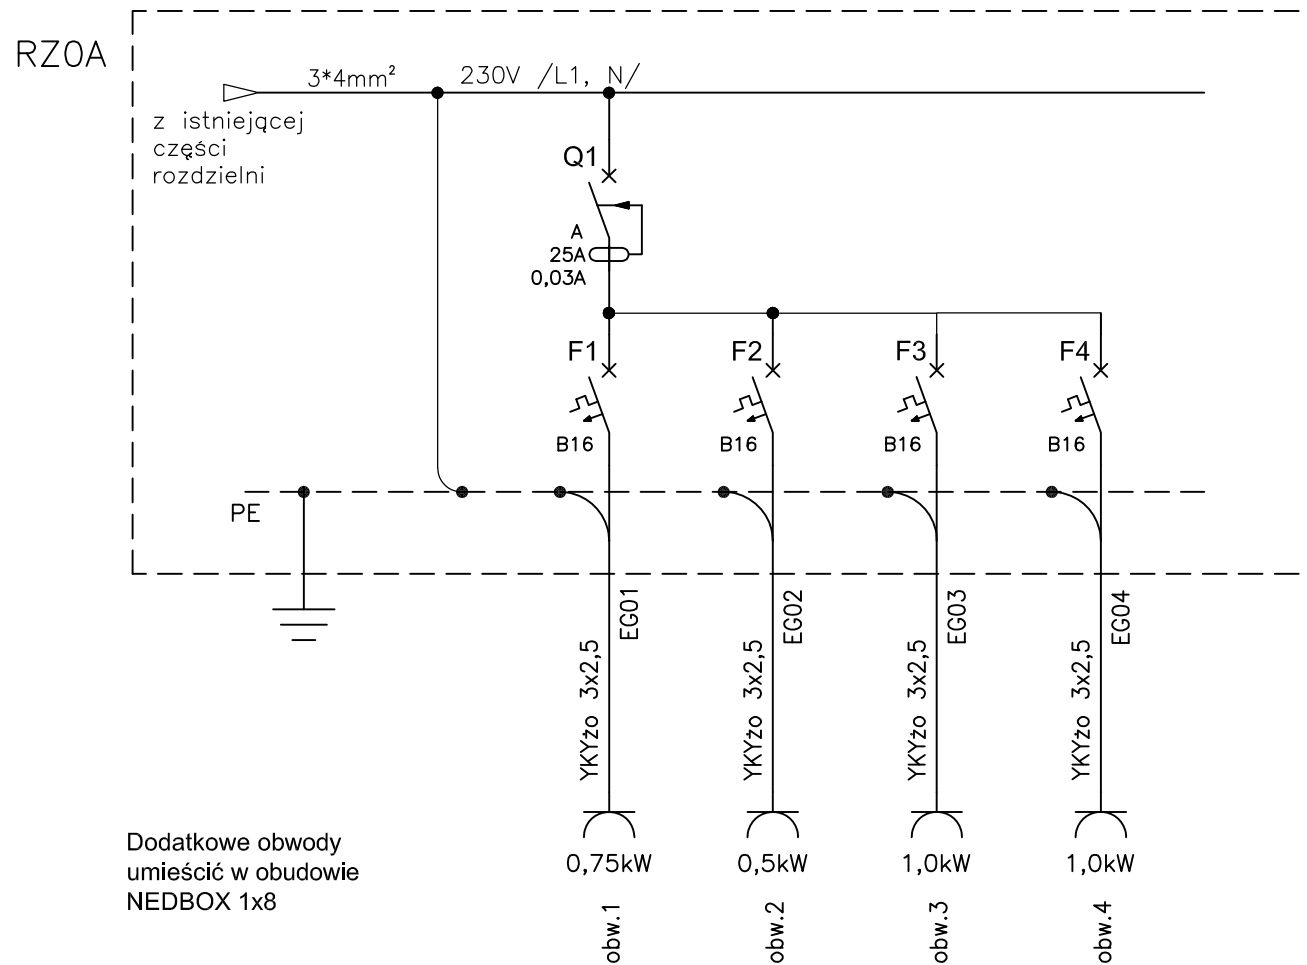 RZ0A
3*4mm²
230V /L1, N/
z istniejącej
części
rozdzielni
Q1
A
25A
0,03A
F1
F2
F3
F4
B16
B16
B16
B16
PE
EG01
EG02
EG03
EG04
YKYżo 3x2,5
YKYżo 3x2,5
YKYżo 3x2,5
YKYżo 3x2,5
Dodatkowe obwody
umieścić w obudowie
NEDBOX 1x8
0,75kW
0,5kW
1,0kW
1,0kW
obw.1
obw.2
obw.3
obw.4